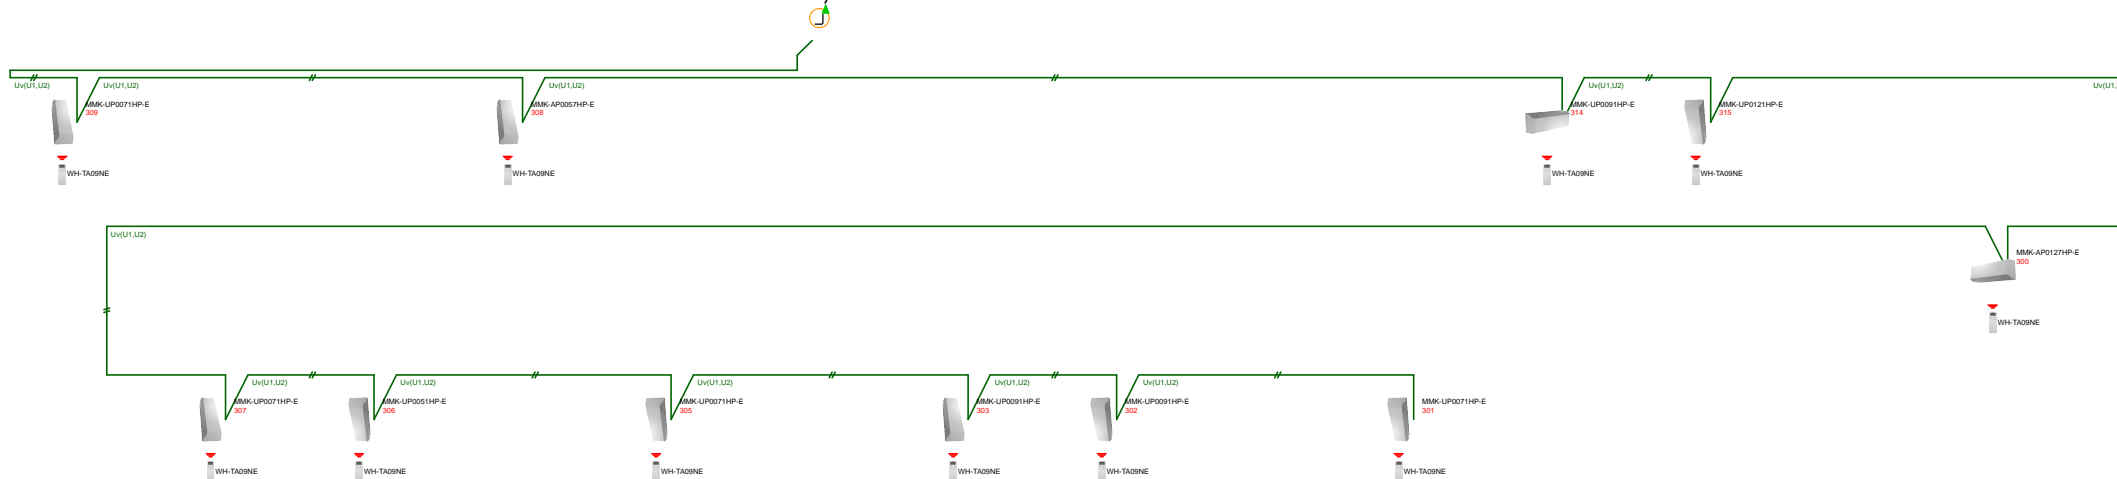 Uv(U1,U2)
Uv(U1,U2)
Uv(U1,U2)
Uv(U1,U2)
Uv(U1,
MMK-UP0071HP-E
309
MMK-AP0057HP-E
308
MMK-UP0091HP-E
314
MMK-UP0121HP-E
315
WH-TA09NE
WH-TA09NE
WH-TA09NE
WH-TA09NE
Uv(U1,U2)
MMK-AP0127HP-E
300
WH-TA09NE
Uv(U1,U2)
Uv(U1,U2)
Uv(U1,U2)
Uv(U1,U2)
Uv(U1,U2)
MMK-UP0071HP-E
307
MMK-UP0051HP-E
306
MMK-UP0071HP-E
305
MMK-UP0091HP-E
303
MMK-UP0091HP-E
302
MMK-UP0071HP-E
301
WH-TA09NE
WH-TA09NE
WH-TA09NE
WH-TA09NE
WH-TA09NE
WH-TA09NE